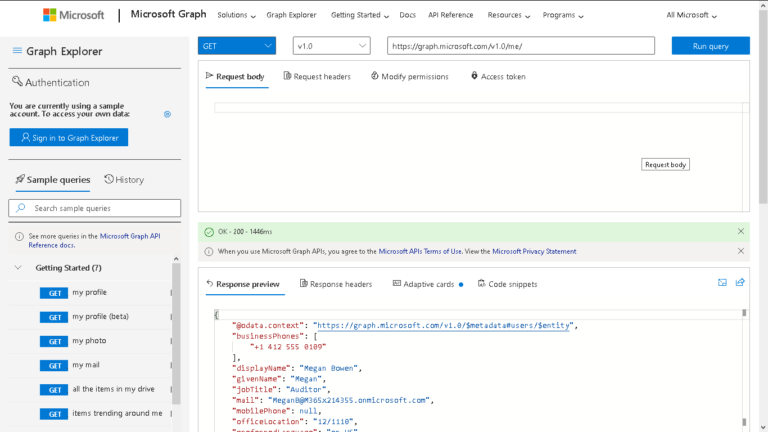 Microsoft
Microsoft Graph
Solutions
Graph Explorer
Getting Started
Docs
API Reference
Resources
Programs
All Microsoft
Graph Explorer
Authentication
You are currently using a sample
account. To access your own data:
Sign in to Graph Explorer
Sample queries
History
Search sample queries
See more queries in the Microsoft Graph API
Reference docs.
Getting Started (7)
GET my profile
GET my profile (beta)
GET my photo
GET my mail
GET all the items in my drive
GET items trending around me
GET
v1.0
https://graph.microsoft.com/v1.0/me/
Run query
Request body
Request headers
Modify permissions
Access token
Request body
OK - 200 - 1446ms
When you use Microsoft Graph APIs, you agree to the Microsoft APIs Terms of Use. View the Microsoft Privacy Statement
Response preview
Response headers
Adaptive cards
Code snippets
{
"@odata.context": "https://graph.microsoft.com/v1.0/$metadata#users/$entity",
"businessPhones": [
"+1 412 555 0109"
],
"displayName": "Megan Bowen",
"givenName": "Megan",
"jobTitle": "Auditor",
"mail": "MeganB@M365x214355.onmicrosoft.com",
"mobilePhone": null,
"officeLocation": "12/1110",